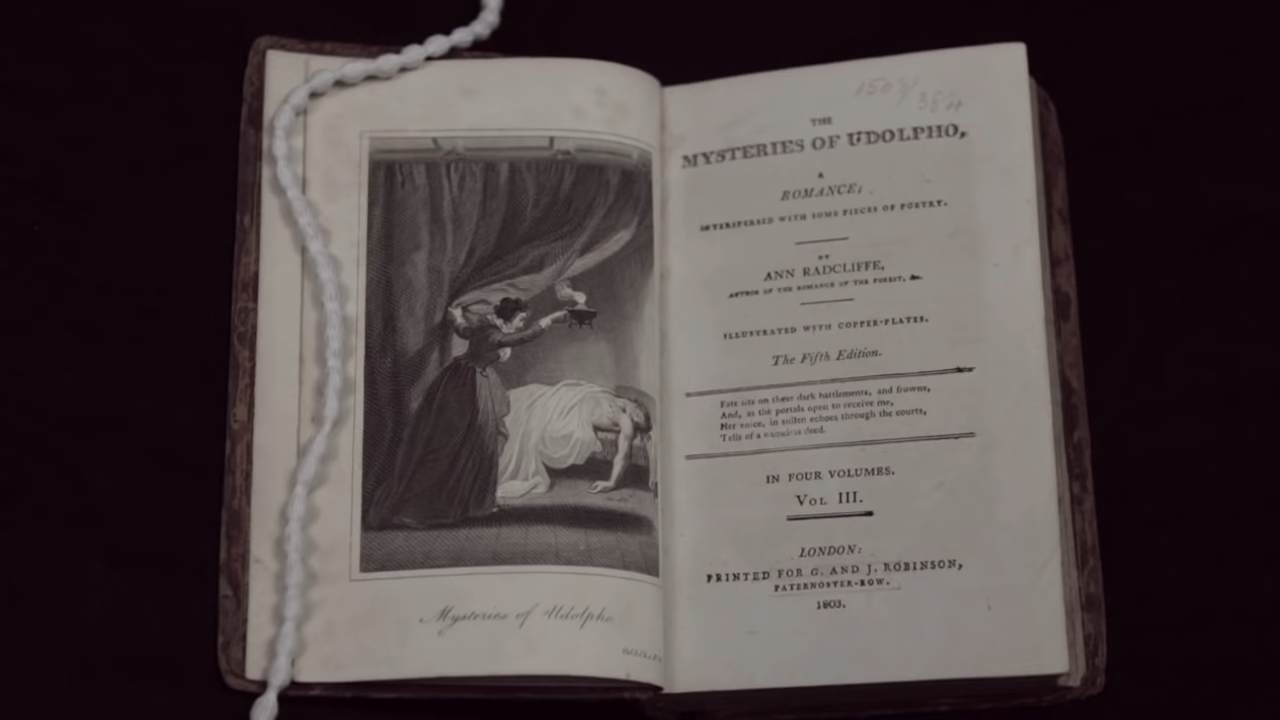 Mysteries of Udolpho
1502/
384
THE
MYSTERIES OF UDOLPHO,
A
ROMANCE;
INTERSPERSED WITH SOME PIECES OF POETRY.
BY
ANN RADCLIFFE,
AUTHOR OF THE ROMANCE OF THE FOREST, &c.
ILLUSTRATED WITH COPPER-PLATES.
The Fifth Edition.
Fate sits on these dark battlements, and frowns,
And, as the portals open to receive me,
Her voice, in sullen echoes through the courts,
Tells of a nameless deed.
IN FOUR VOLUMES.
VOL III.
LONDON:
PRINTED FOR G. AND J. ROBINSON,
PATERNOSTER-ROW.
1803.